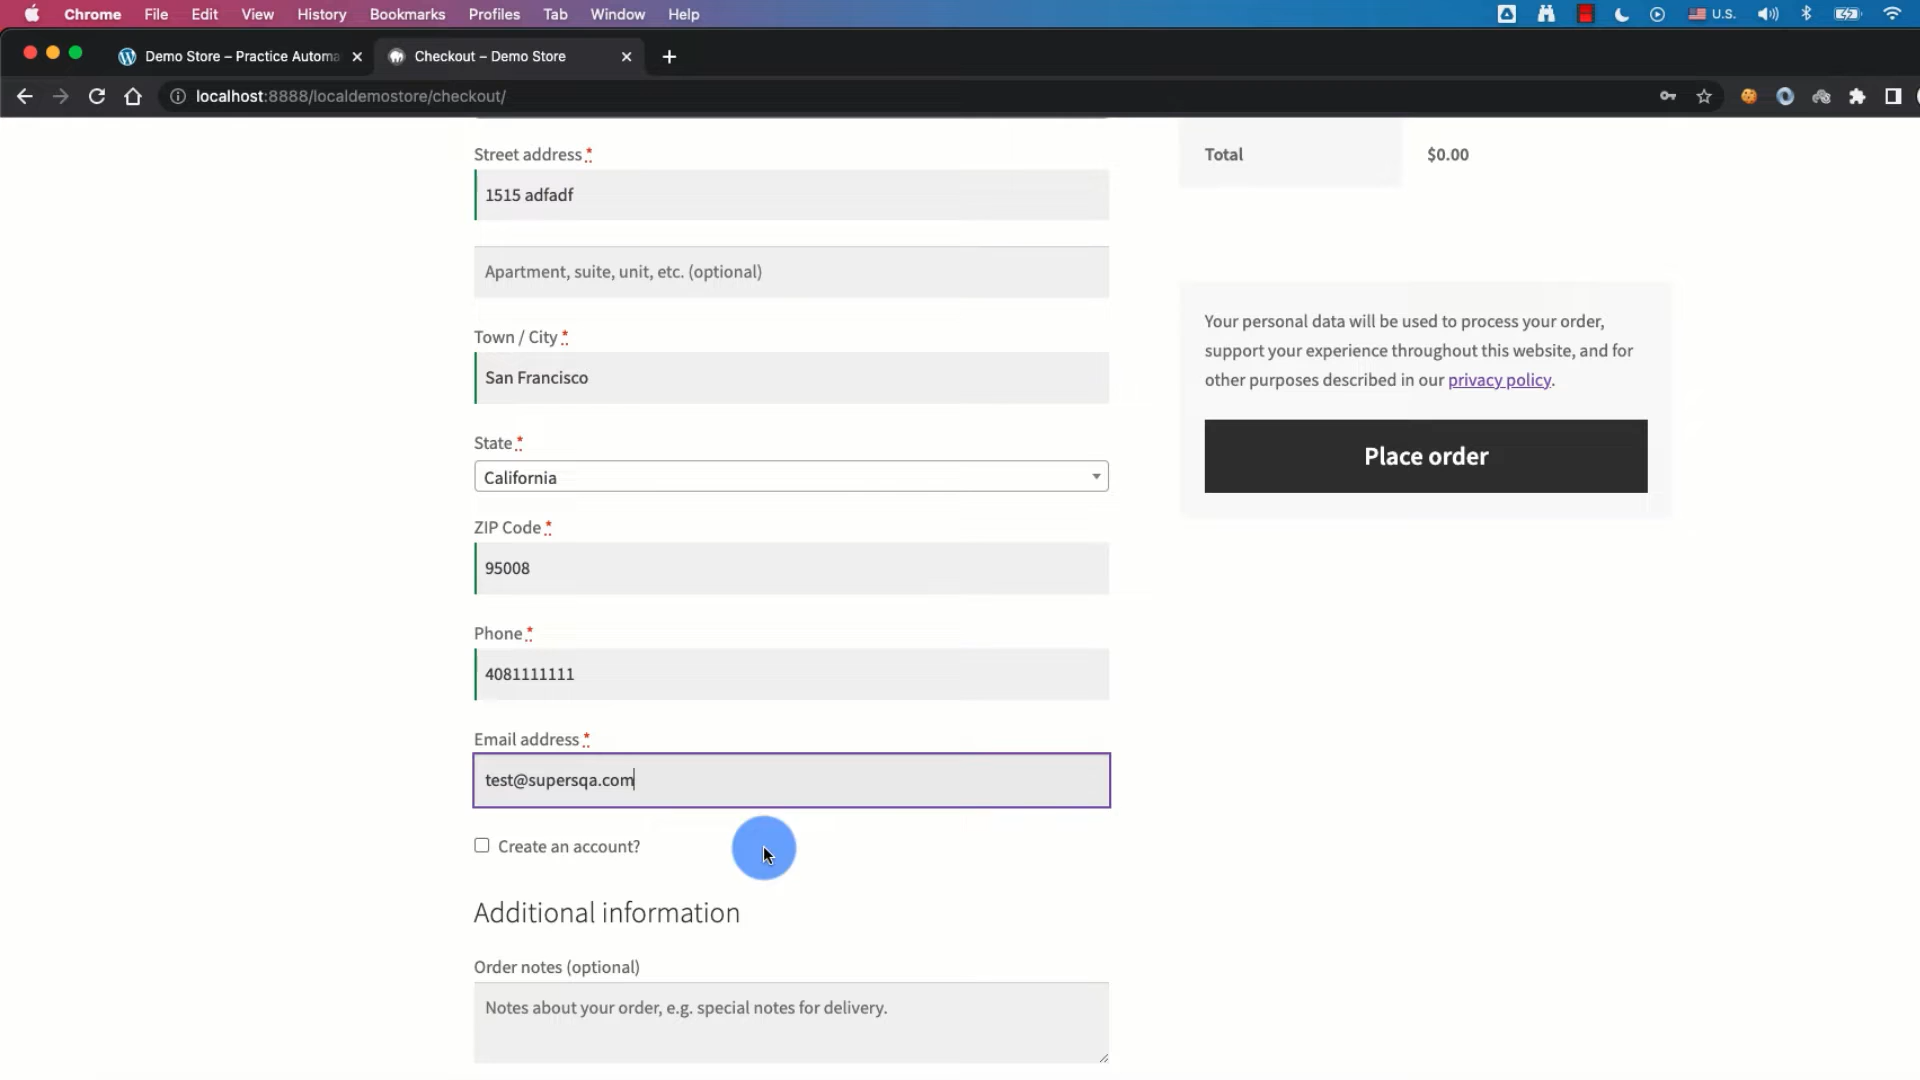 Chrome File Edit View History Bookmarks Profiles Tab Window Help U.S.
Demo Store – Practice Automa
Checkout – Demo Store
localhost:8888/localdemostore/checkout/
Street address *
1515 adfadf
Apartment, suite, unit, etc. (optional)
Town / City *
San Francisco
State *
California
ZIP Code *
95008
Phone *
4081111111
Email address *
test@supersqa.com
Create an account?
Additional information
Order notes (optional)
Notes about your order, e.g. special notes for delivery.
Total $0.00
Your personal data will be used to process your order,
support your experience throughout this website, and for
other purposes described in our privacy policy.
Place order